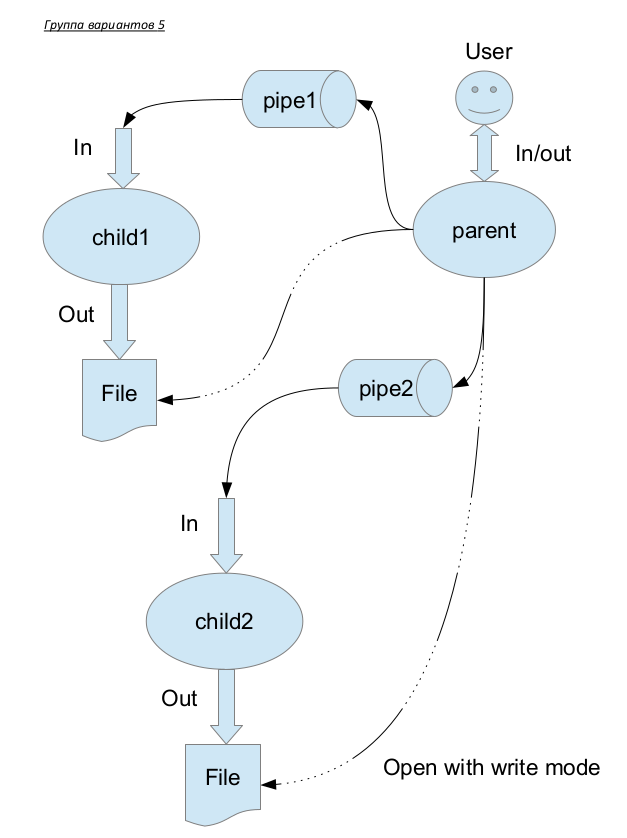 Группа вариантов 5
User
pipe1
In
In/out
child1
parent
Out
File
pipe2
In
child2
Out
File
Open with write mode